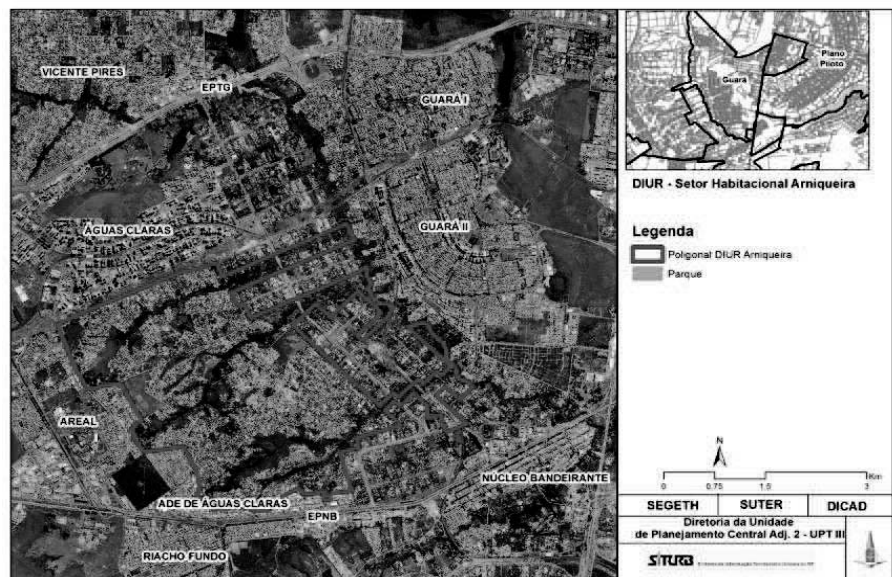 VICENTE PIRES
EPTG
GUARÁ I
ÁGUAS CLARAS
GUARÁ II
AREAL
ADE DE ÁGUAS CLARAS
EPNB
NÚCLEO BANDEIRANTE
RIACHO FUNDO
Guará
Plano
Piloto
DIUR - Setor Habitacional Arniqueira
Legenda
Poligonal DIUR Arniqueira
Parque
N
Km
0 0.75 1.5 3
SEGETH SUTER DICAD
Diretoria da Unidade
de Planejamento Central Adj. 2 - UPT III
SITURB